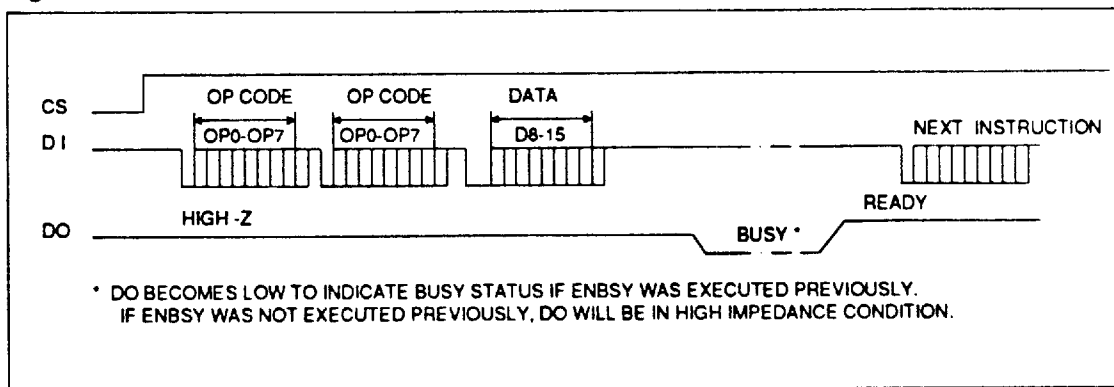 OP CODE OP CODE DATA
CS
OP0-OP7 OP0-OP7 D8-15
NEXT INSTRUCTION
D I
READY
HIGH -Z
DO
BUSY *
* DO BECOMES LOW TO INDICATE BUSY STATUS IF ENBSY WAS EXECUTED PREVIOUSLY.
IF ENBSY WAS NOT EXECUTED PREVIOUSLY, DO WILL BE IN HIGH IMPEDANCE CONDITION.